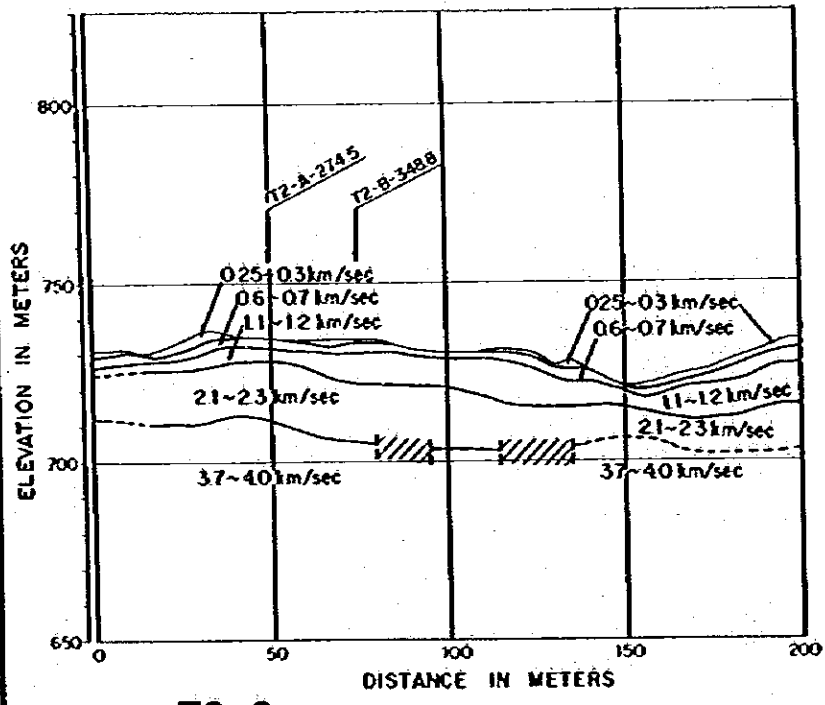 800
T2-A-274.5
T2-B-348.8
750
0.25~0.3 km/sec
0.6~0.7 km/sec
1.1~1.2 km/sec
0.25~0.3 km/sec
0.6~0.7 km/sec
2.1~2.3 km/sec
1.1~1.2 km/sec
2.1~2.3 km/sec
700
3.7~4.0 km/sec
3.7~4.0 km/sec
650
ELEVATION IN METERS
0
50
100
150
200
DISTANCE IN METERS